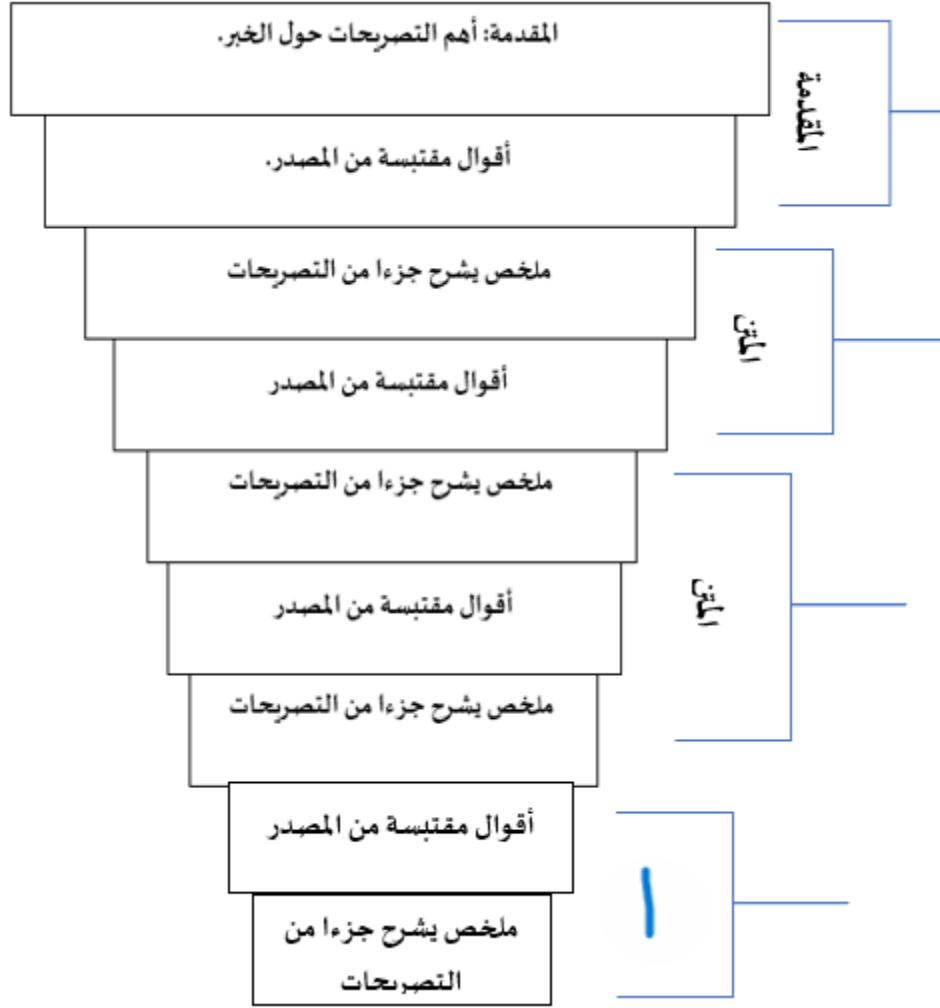 المقدمة: أهم التصريحات حول الخبر.
المقدمة
أقوال مقتبسة من المصدر.
ملخص يشرح جزءا من التصريحات
المتن
أقوال مقتبسة من المصدر
ملخص يشرح جزءا من التصريحات
أقوال مقتبسة من المصدر
المتن
ملخص يشرح جزءا من التصريحات
أقوال مقتبسة من المصدر
١
ملخص يشرح جزءا من
التصريحات